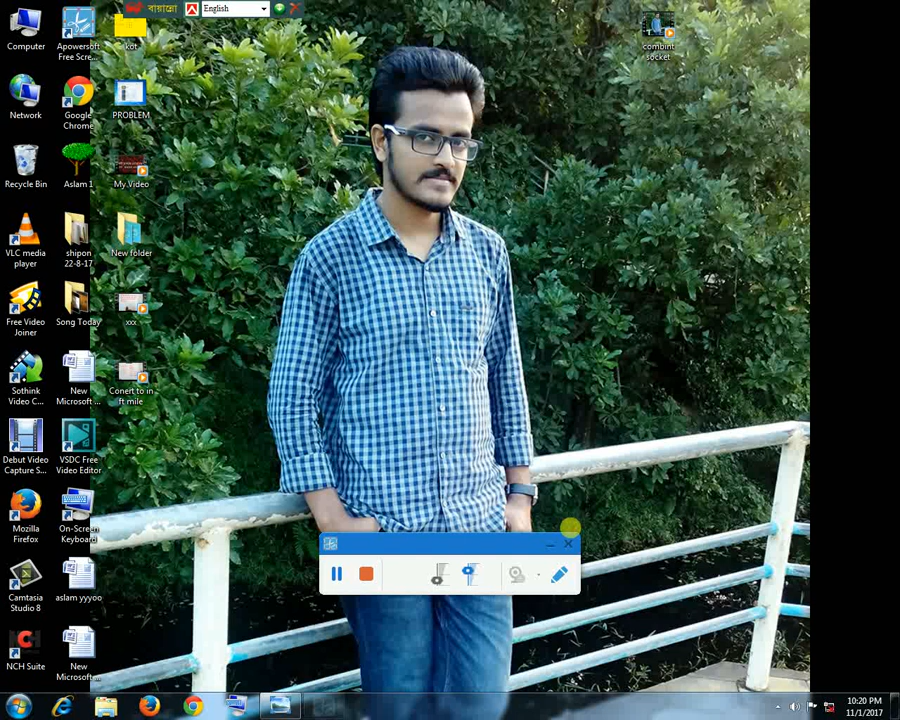 বায়ান্নো English
Computer
Apowersoft
Free Scre...
kot
combint
socket
Network
Google
Chrome
PROBLEM
Recycle Bin
Aslam 1
My Video
VLC media
player
shipon
22-8-17
New folder
Free Video
Joiner
Song Today
xxx
Sothink
Video C...
New
Microsoft ...
Conert to in
ft mile
Debut Video
Capture S...
VSDC Free
Video Editor
Mozilla
Firefox
On-Screen
Keyboard
Camtasia
Studio 8
aslam yyyoo
NCH
NCH Suite
New
Microsoft ...
10:20 PM
11/1/2017